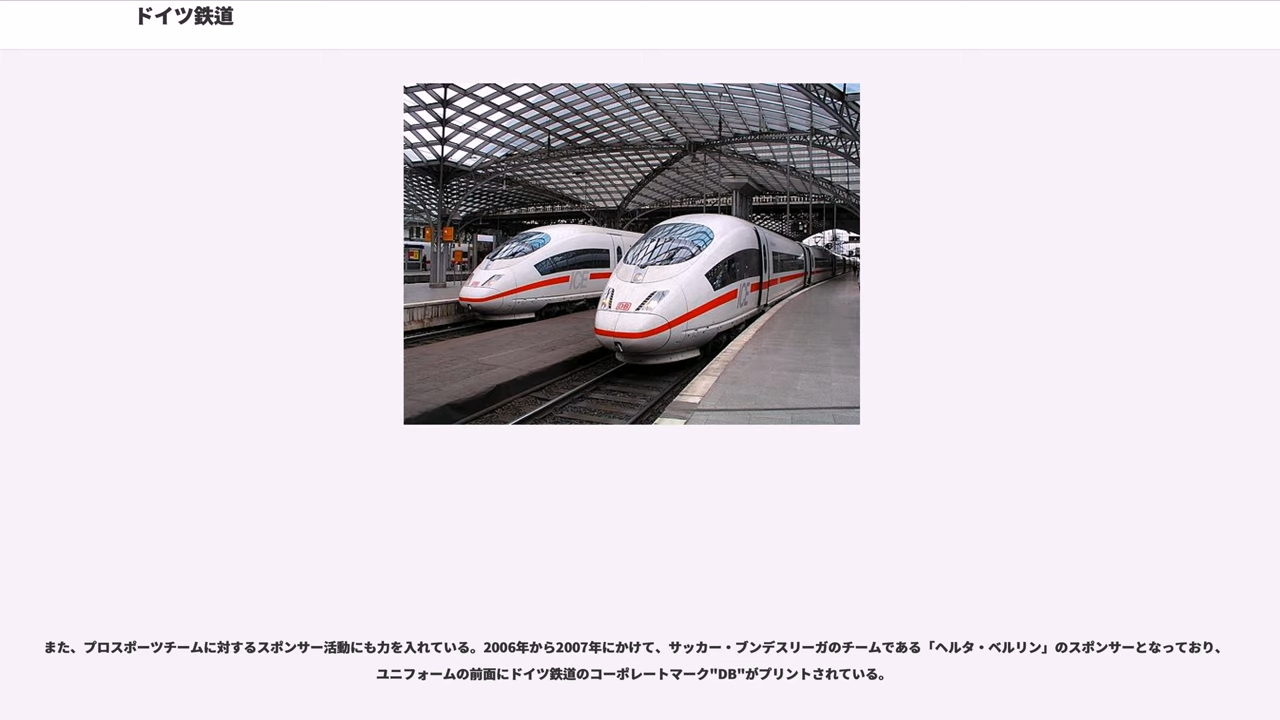 ドイツ鉄道
ICE
ICE
DB
また、プロスポーツチームに対するスポンサー活動にも力を入れている。2006年から2007年にかけて、サッカー・ブンデスリーガのチームである「ヘルタ・ベルリン」のスポンサーとなっており、
ユニフォームの前面にドイツ鉄道のコーポレートマーク"DB"がプリントされている。